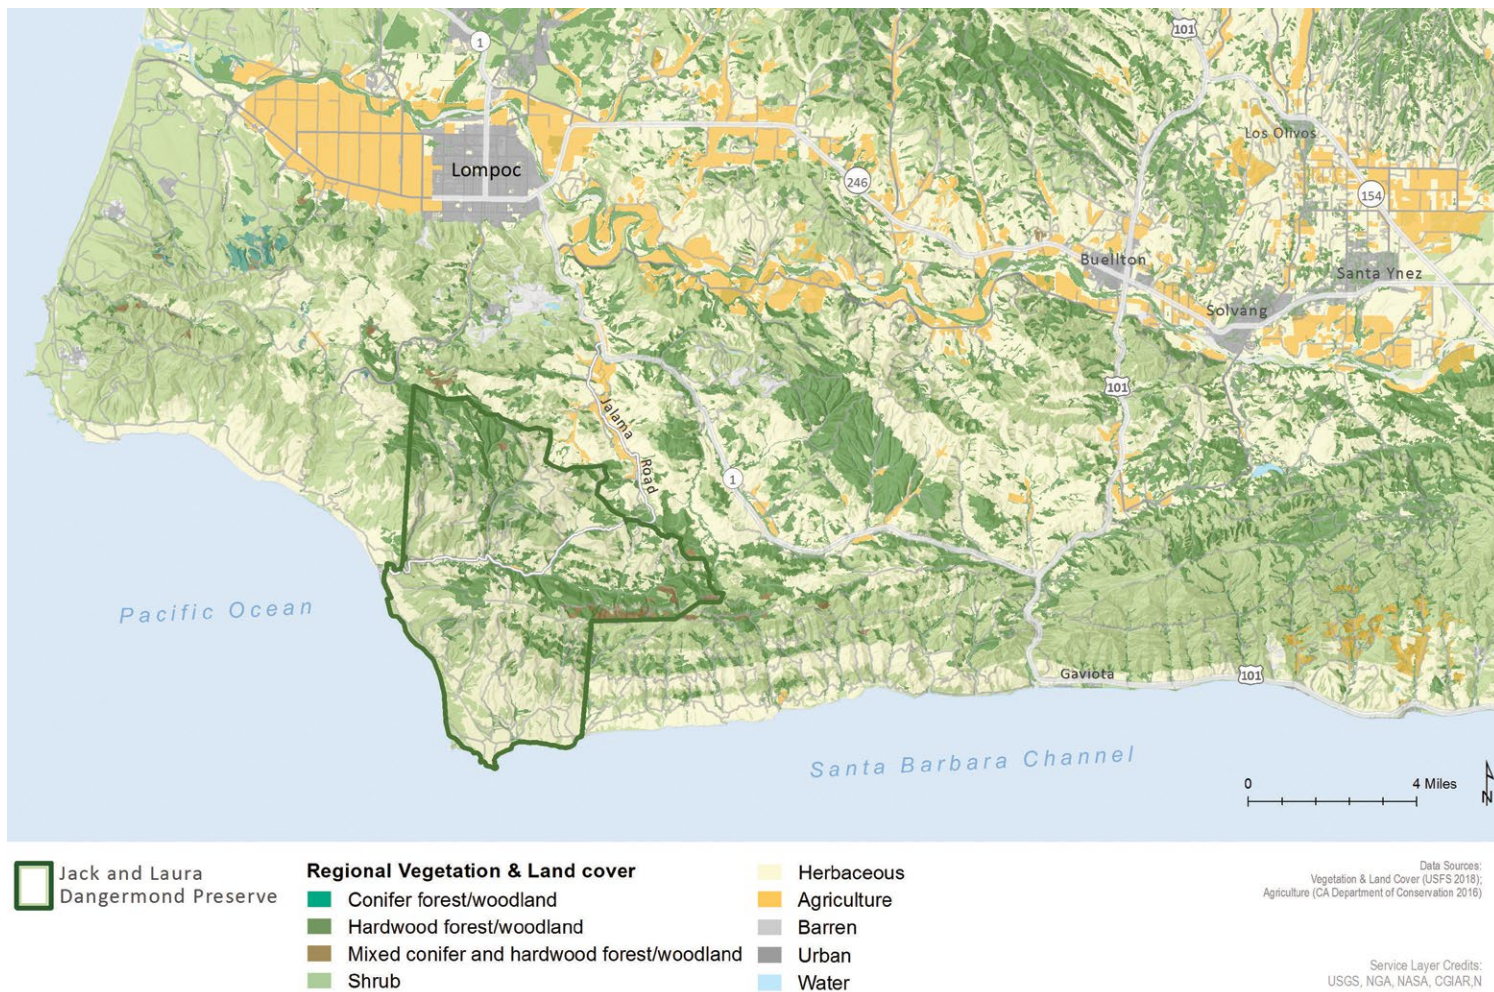 101
1
Los Olivos
Lompoc
246
154
Buellton
Santa Ynez
Solvang
101
Jalama
Road
1
Pacific Ocean
Gaviota
101
Santa Barbara Channel
0 4 Miles
N
Jack and Laura
Dangermond Preserve
Regional Vegetation & Land cover
Conifer forest/woodland
Hardwood forest/woodland
Mixed conifer and hardwood forest/woodland
Shrub
Herbaceous
Agriculture
Barren
Urban
Water
Data Sources:
Vegetation & Land Cover (USFS 2018);
Agriculture (CA Department of Conservation 2016)
Service Layer Credits:
USGS, NGA, NASA, CGIAR,N